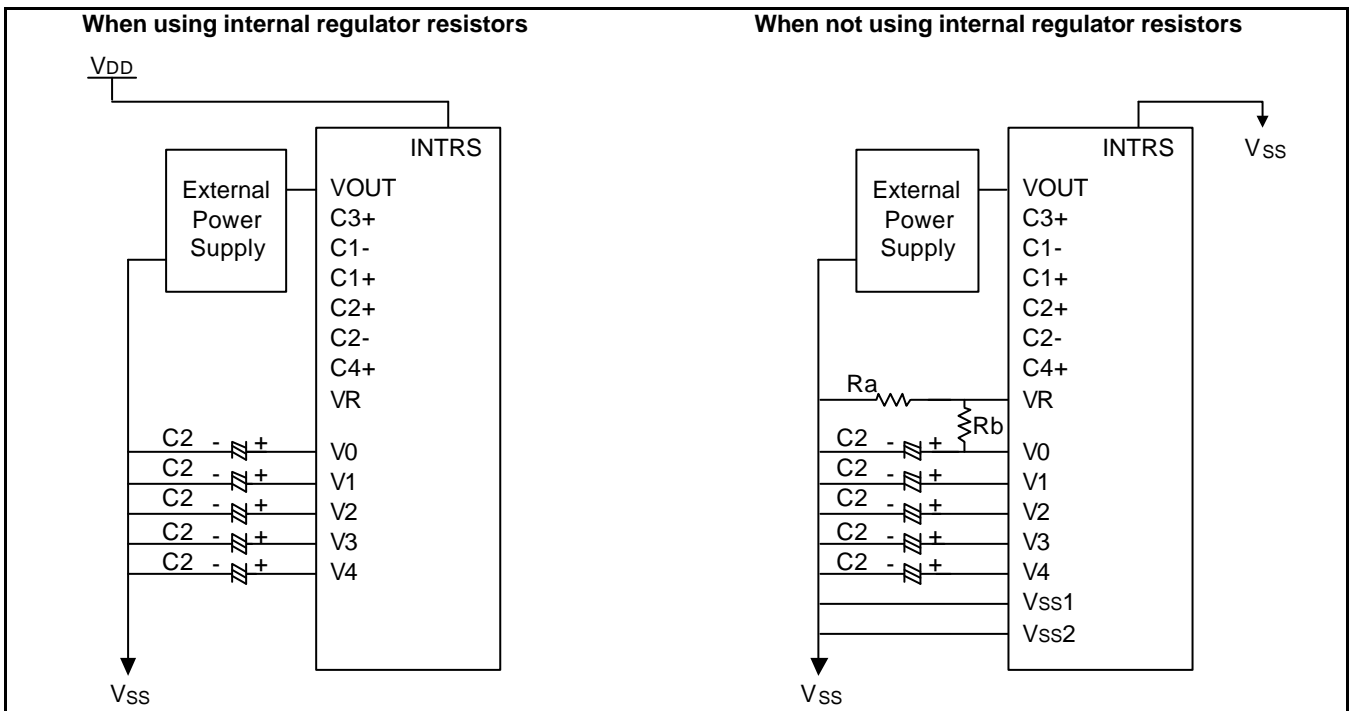 When using internal regulator resistors
VDD
INTRS
External
Power
Supply
VOUT
C3+
C1-
C1+
C2+
C2-
C4+
VR
C2 - + V0
C2 - + V1
C2 - + V2
C2 - + V3
C2 - + V4
VSS
When not using internal regulator resistors
INTRS
VSS
External
Power
Supply
VOUT
C3+
C1-
C1+
C2+
C2-
C4+
Ra
VR
Rb
C2 - + V0
C2 - + V1
C2 - + V2
C2 - + V3
C2 - + V4
Vss1
Vss2
VSS